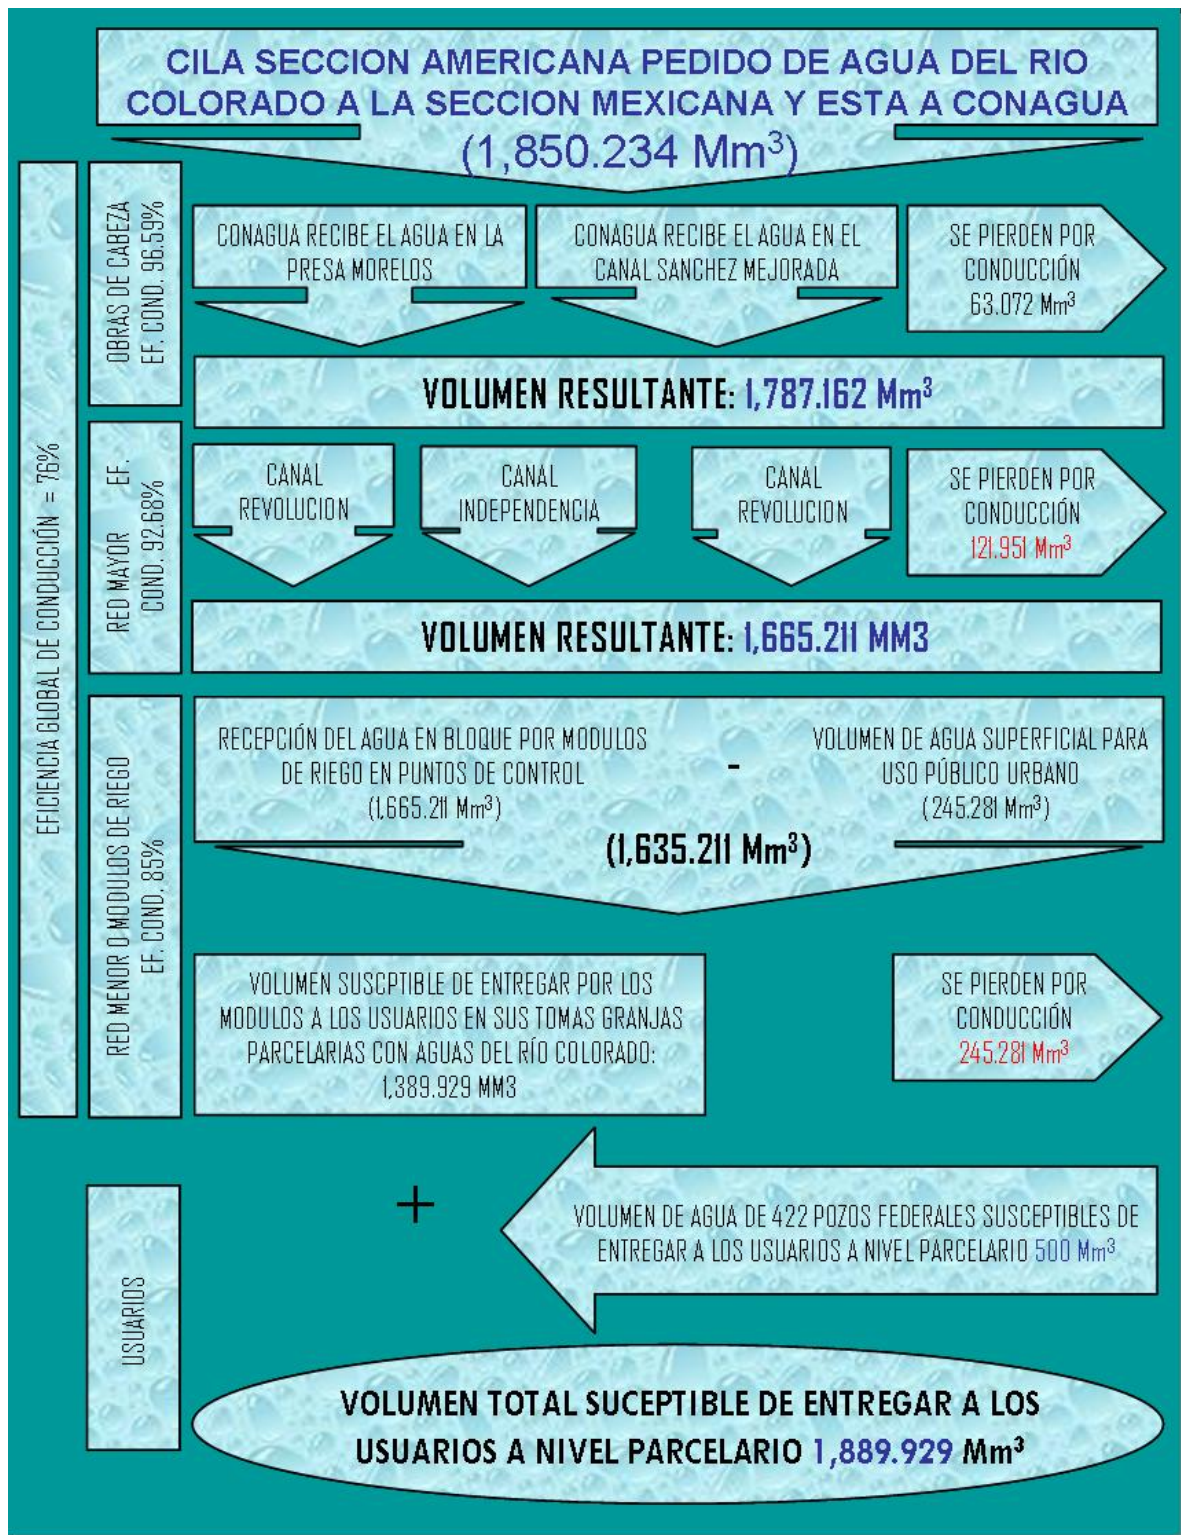 CILA SECCION AMERICANA PEDIDO DE AGUA DEL RIO
COLORADO A LA SECCION MEXICANA Y ESTA A CONAGUA
(1,850.234 Mm³)
EFICIENCIA GLOBAL DE CONDUCCIÓN = 76%
OBRAS DE CABEZA
EF. COND. 96.59%
CONAGUA RECIBE EL AGUA EN LA
PRESA MORELOS
CONAGUA RECIBE EL AGUA EN EL
CANAL SANCHEZ MEJORADA
SE PIERDEN POR
CONDUCCIÓN
63.072 Mm³
VOLUMEN RESULTANTE: 1,787.162 Mm³
RED MAYOR EF.
COND. 92.68%
CANAL
REVOLUCION
CANAL
INDEPENDENCIA
CANAL
REVOLUCION
SE PIERDEN POR
CONDUCCIÓN
121.951 Mm³
VOLUMEN RESULTANTE: 1,665.211 MM3
RED MENOR O MODULOS DE RIEGO
EF. COND. 85%
RECEPCIÓN DEL AGUA EN BLOQUE POR MODULOS
DE RIEGO EN PUNTOS DE CONTROL
(1,665.211 Mm³)
-
VOLUMEN DE AGUA SUPERFICIAL PARA
USO PÚBLICO URBANO
(245.281 Mm³)
(1,635.211 Mm³)
VOLUMEN SUSCPTIBLE DE ENTREGAR POR LOS
MODULOS A LOS USUARIOS EN SUS TOMAS GRANJAS
PARCELARIAS CON AGUAS DEL RÍO COLORADO:
1,389.929 MM3
SE PIERDEN POR
CONDUCCIÓN
245.281 Mm³
+
VOLUMEN DE AGUA DE 422 POZOS FEDERALES SUSCEPTIBLES DE
ENTREGAR A LOS USUARIOS A NIVEL PARCELARIO 500 Mm³
USUARIOS
VOLUMEN TOTAL SUCEPTIBLE DE ENTREGAR A LOS
USUARIOS A NIVEL PARCELARIO 1,889.929 Mm³